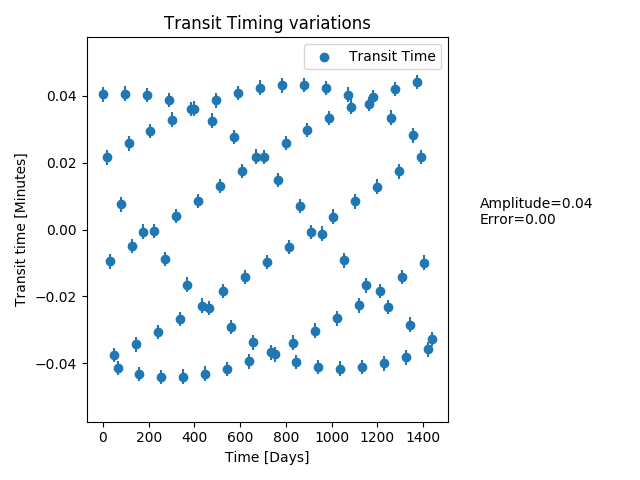 Transit Timing variations
Transit Time
0.04
0.02
0.00
−0.02
−0.04
Transit time [Minutes]
0 200 400 600 800 1000 1200 1400
Time [Days]
Amplitude=0.04
Error=0.00